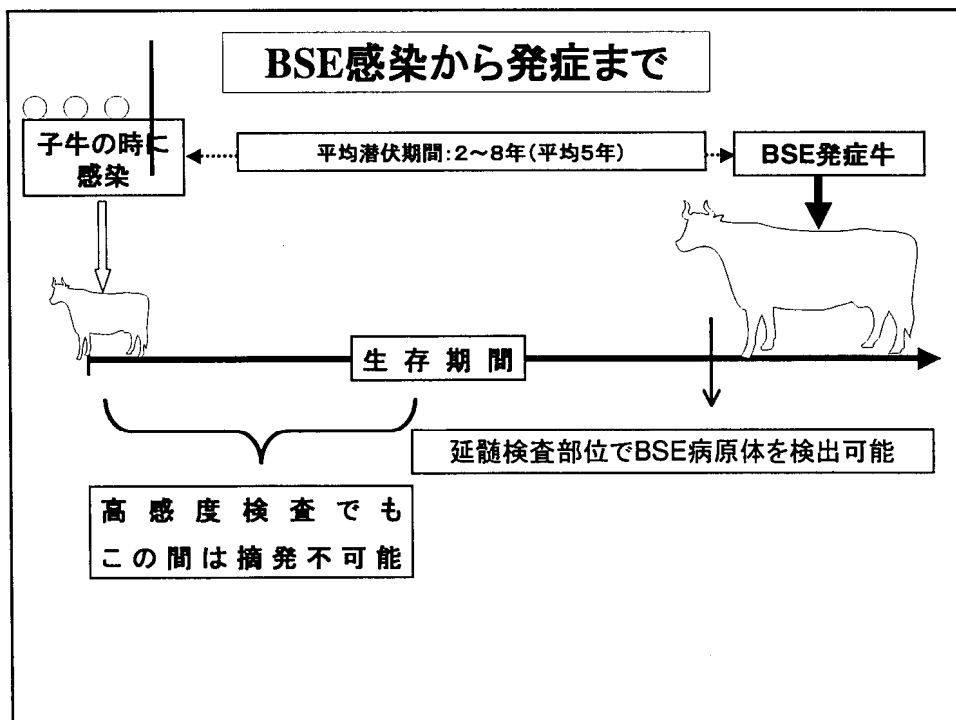 BSE感染から発症まで
子牛の時に
感染
平均潜伏期間:2～8年(平均5年)
BSE発症牛
生存期間
延髄検査部位でBSE病原体を検出可能
高感度検査でも
この間は摘発不可能